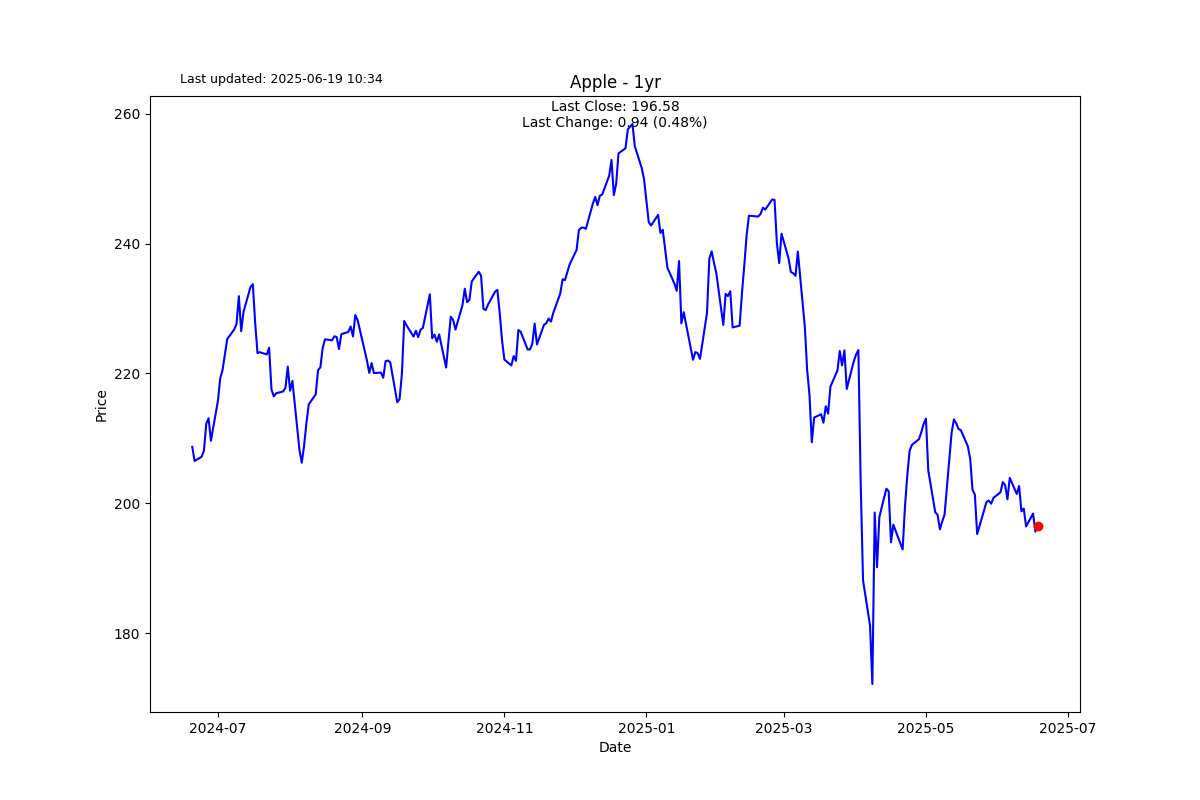 Last updated: 2025-06-19 10:34
Apple - 1yr
Last Close: 196.58
Last Change: 0.94 (0.48%)
260
240
220
200
180
Price
2024-07
2024-09
2024-11
2025-01
2025-03
2025-05
2025-07
Date